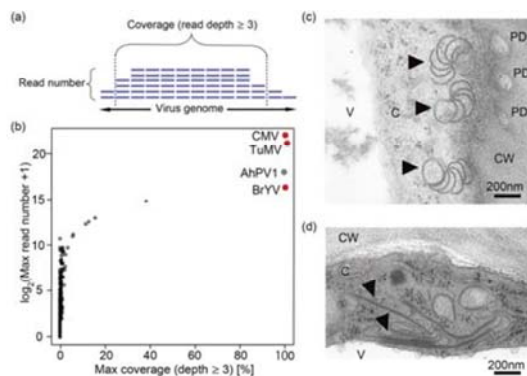 (a)
Coverage (read depth ≥ 3)
Read number
Virus genome
(b)
log₂(Max read number +1)
20
15
10
5
0
CMV
TuMV
AhPV1
BrYV
0 20 40 60 80 100
Max coverage (depth ≥ 3) [%]
(c)
PD
PD
V
C
PD
CW
200nm
(d)
CW
C
V
200nm